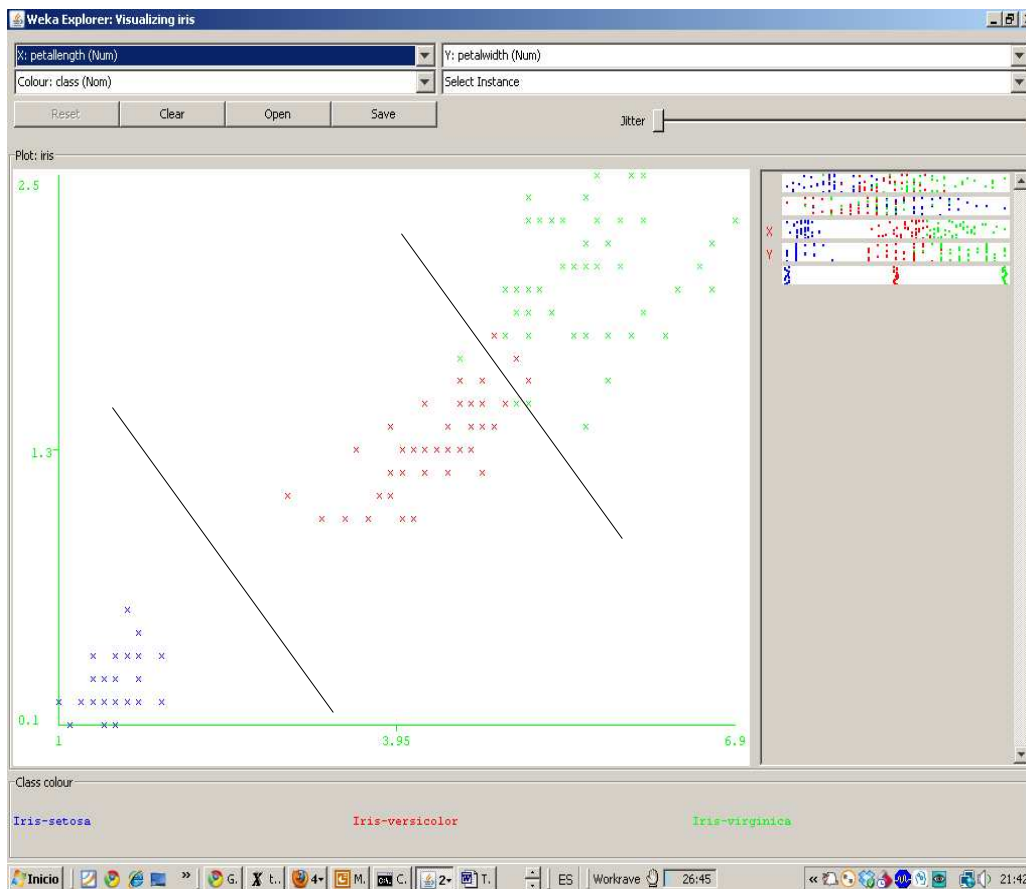 Weka Explorer: Visualizing iris
X: petallength (Num)
Y: petalwidth (Num)
Colour: class (Nom)
Select Instance
Reset
Clear
Open
Save
Jitter
Plot: iris
2.5
1.3
0.1
1
3.95
6.9
X
Y
Class colour
Iris-setosa
Iris-versicolor
Iris-virginica
Inicio
»
G.
t..
4
M.
C.
2
T.
ES
Workrave
26:45
«
21:42